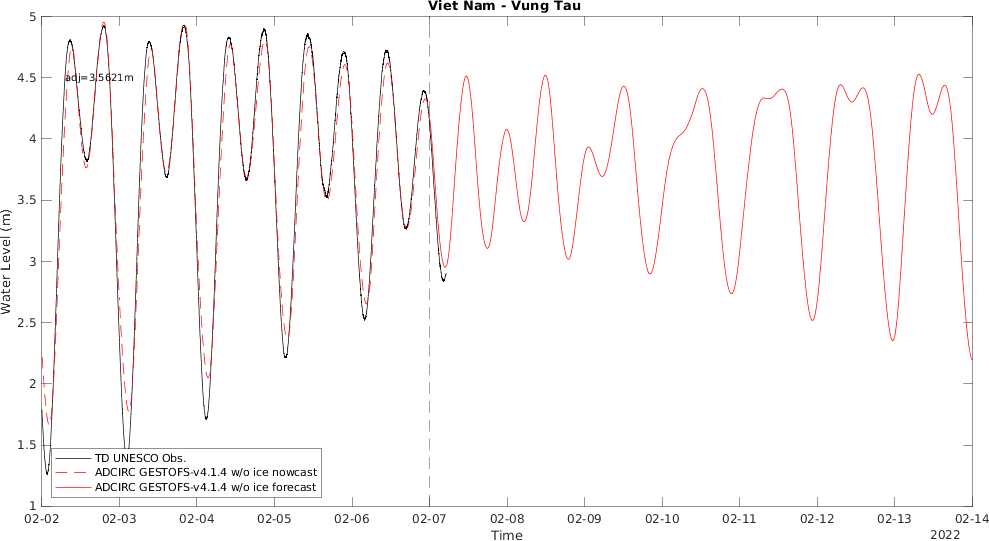 Viet Nam - Vung Tau
5
adj=3.5621m
4.5
4
3.5
3
2.5
2
1.5
1
Water Level (m)
TD UNESCO Obs.
ADCIRC GESTOFS-v4.1.4 w/o ice nowcast
ADCIRC GESTOFS-v4.1.4 w/o ice forecast
02-02 02-03 02-04 02-05 02-06 02-07 02-08 02-09 02-10 02-11 02-12 02-13 02-14
Time
2022